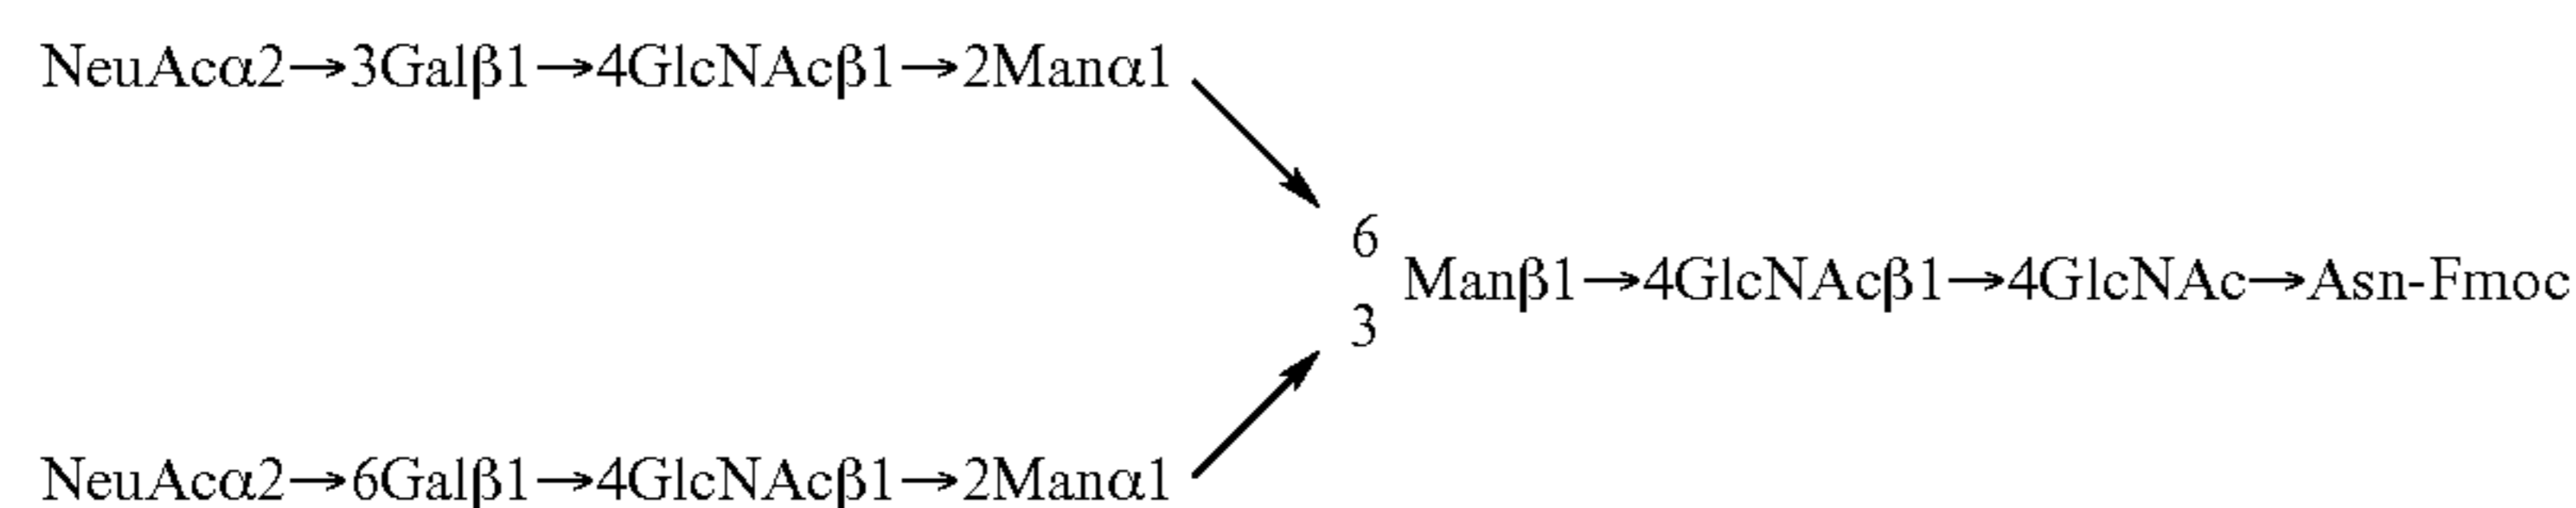 NeuAcα2→3Galβ1→4GlcNAcβ1→2Manα1
6
Manβ1→4GlcNAcβ1→4GlcNAc→Asn-Fmoc
3
NeuAcα2→6Galβ1→4GlcNAcβ1→2Manα1